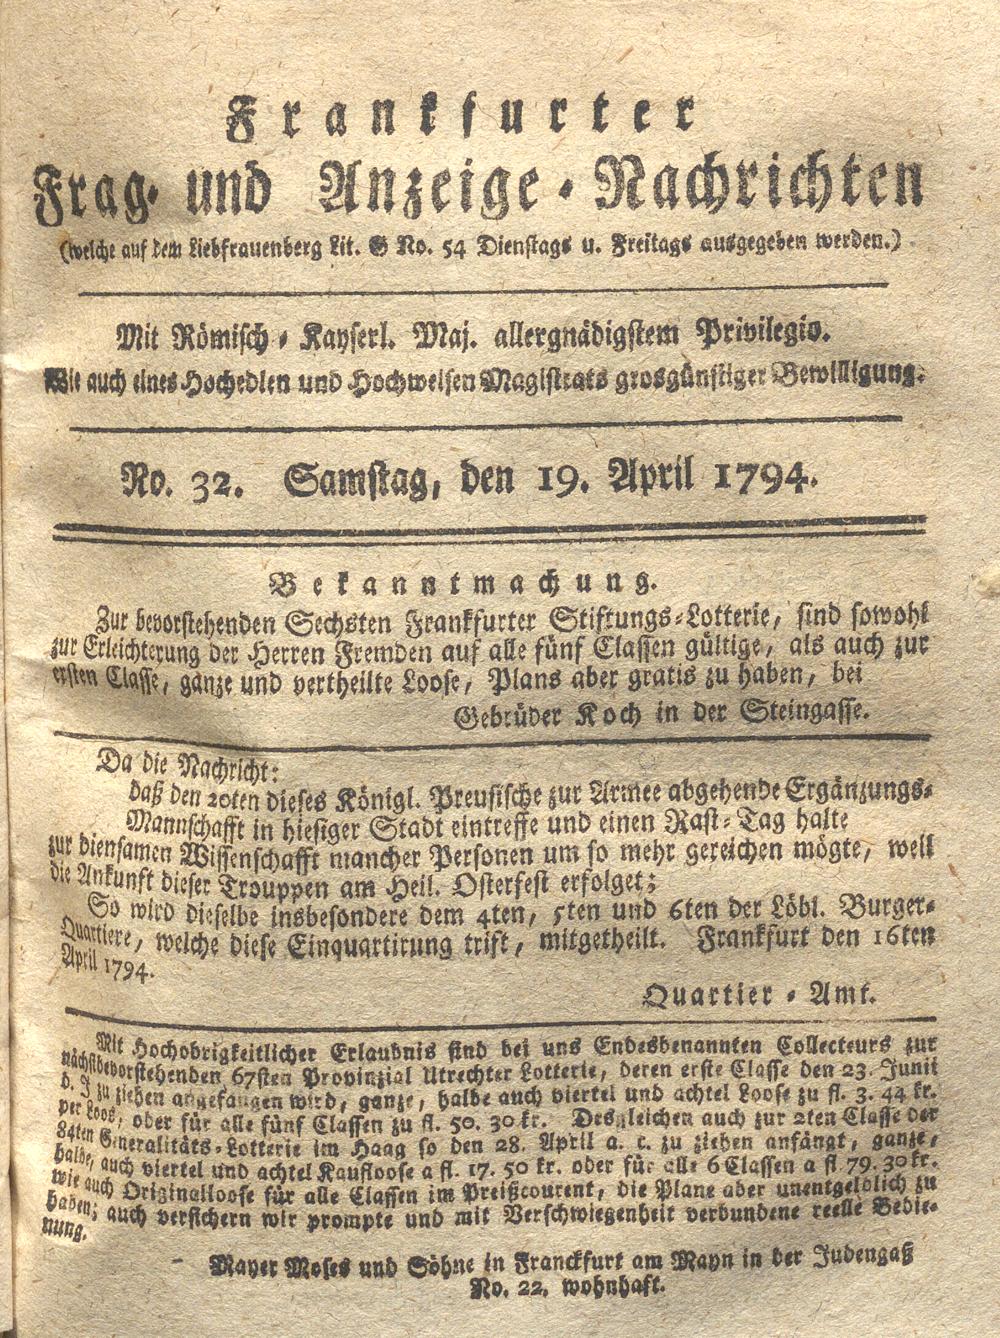 Frankfurter
Frag- und Anzeige-Nachrichten
(welche auf dem Liebfrauenberg Lit. G No. 54 Dienstags u. Freitags ausgegeben werden.)
Mit Römisch-Kayserl. Maj. allergnädigstem Privilegio.
Wie auch eines Hochedlen und Hochweisen Magistrats grosgünstiger Bewilligung.
No. 32. Samstag, den 19. April 1794.
Bekanntmachung.
Zur bevorstehenden Sechsten Frankfurter Stiftungs-Lotterie, sind sowohl
zur Erleichterung der Herren Fremden auf alle fünf Classen gültige, als auch zur
ersten Classe, ganze und vertheilte Loose, Plans aber gratis zu haben, bei
Gebrüder Koch in der Steingasse.
Da die Nachricht:
daß den 20ten dieses Königl. Preusische zur Armee abgehende Ergänzungs-
Mannschafft in hiesiger Stadt eintreffe und einen Rast-Tag halte
zur diensamen Wissenschafft mancher Personen um so mehr gereichen mögte, weil
die Ankunft dieser Trouppen am Heil. Osterfest erfolget;
So wird dieselbe insbesondere dem 4ten, 5ten und 6ten der Löbl. Burger-
Quartiere, welche diese Einquartirung trift, mitgetheilt. Frankfurt den 16ten
April 1794.
Quartier-Amt.
Mit Hochobrigkeitlicher Erlaubnis sind bei uns Endesbenannten Collecteurs zur
nächstbevorstehenden 67sten Provinzial Utrechter Lotterie, deren erste Classe den 23. Junii
d. J. zu ziehen angefangen wird, ganze, halbe auch viertel und achtel Loose zu fl. 3. 44 kr.
per Loos, oder für alle fünf Classen zu fl. 50. 30 kr. Desgleichen auch zur 2ten Classe der
84ten Generalitäts-Lotterie im Haag so den 28. April a. c. zu ziehen anfängt, ganze,
halbe, auch viertel und achtel Kaufloose a fl. 17. 50 kr. oder für alle 6 Classen a fl. 79. 30 kr.
wie auch Originalloose für alle Classen im Preißcourent, die Plane aber unentgeldlich zu
haben; auch versichern wir prompte und mit Verschwiegenheit verbundene reelle Bedie-
nung.
Mayer Moses und Söhne in Franckfurt am Mayn in der Judengaß
No. 22. wohnhaft.